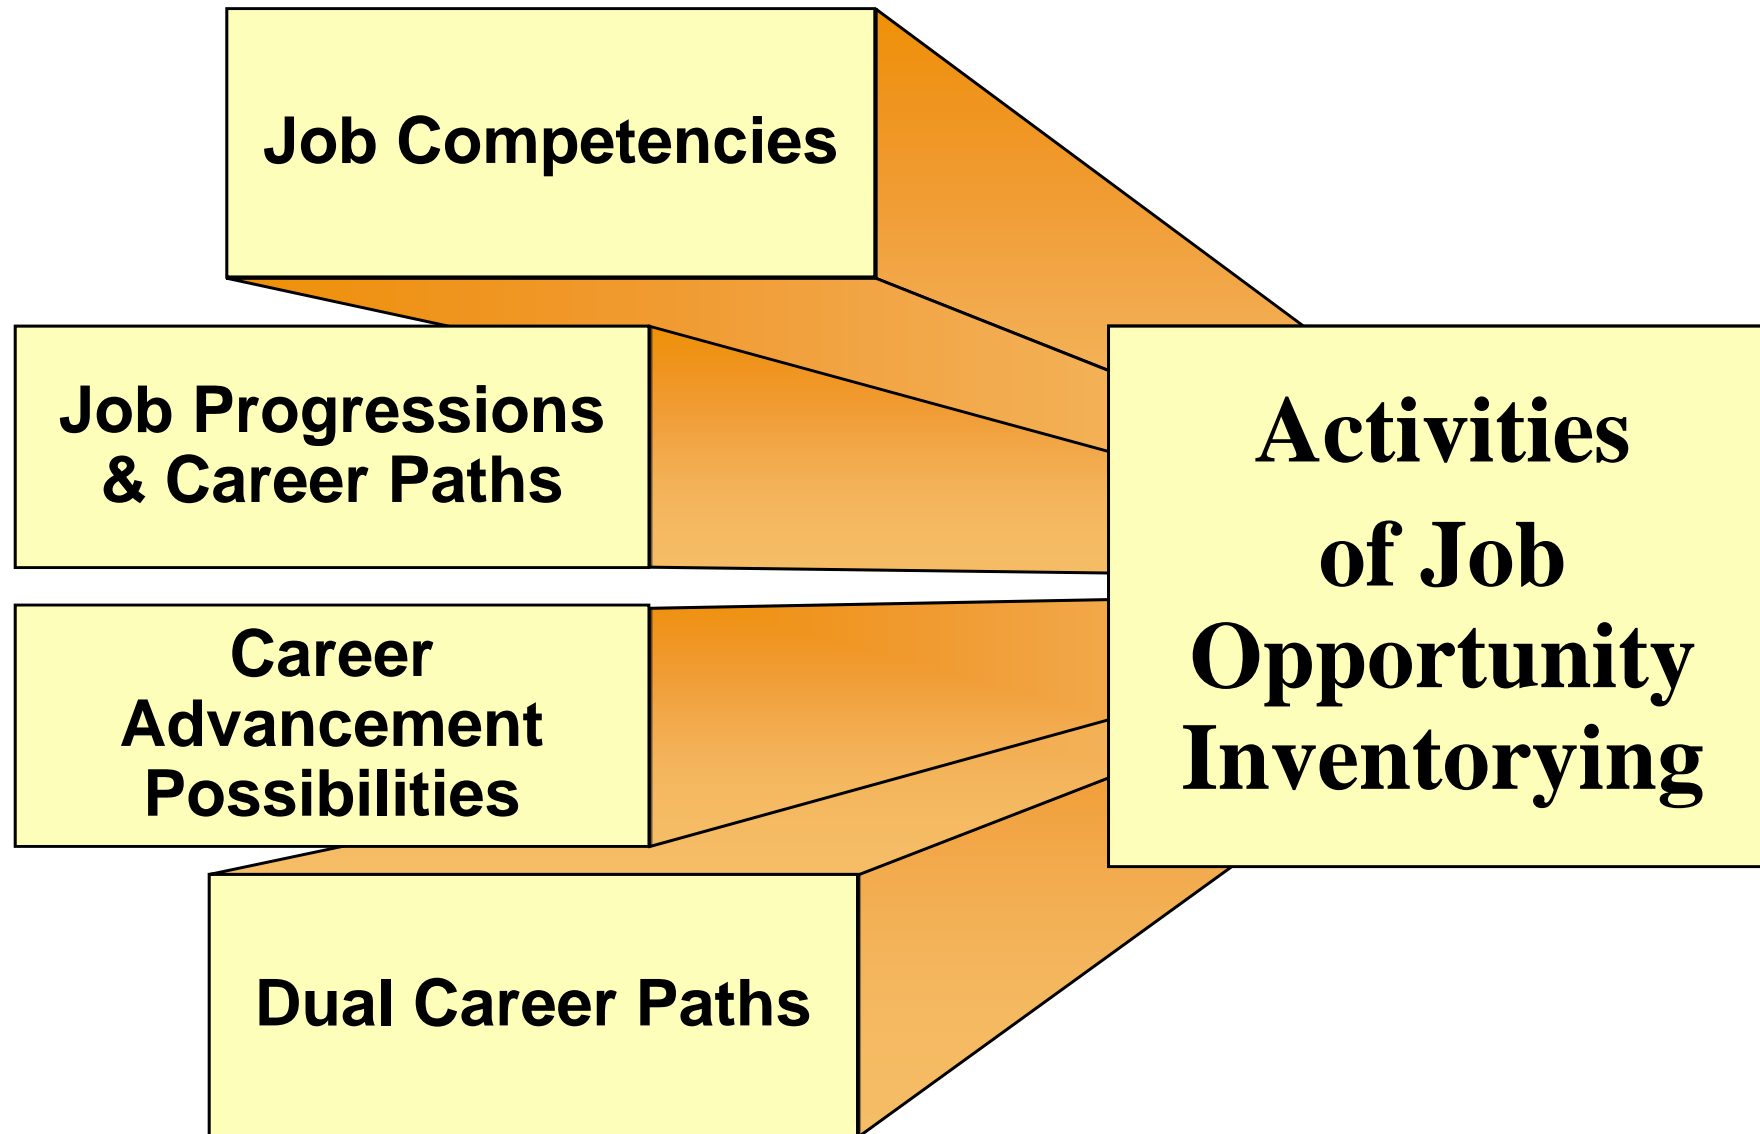 Job Competencies
Job Progressions
& Career Paths
Career
Advancement
Possibilities
Dual Career Paths
Activities
of Job
Opportunity
Inventorying